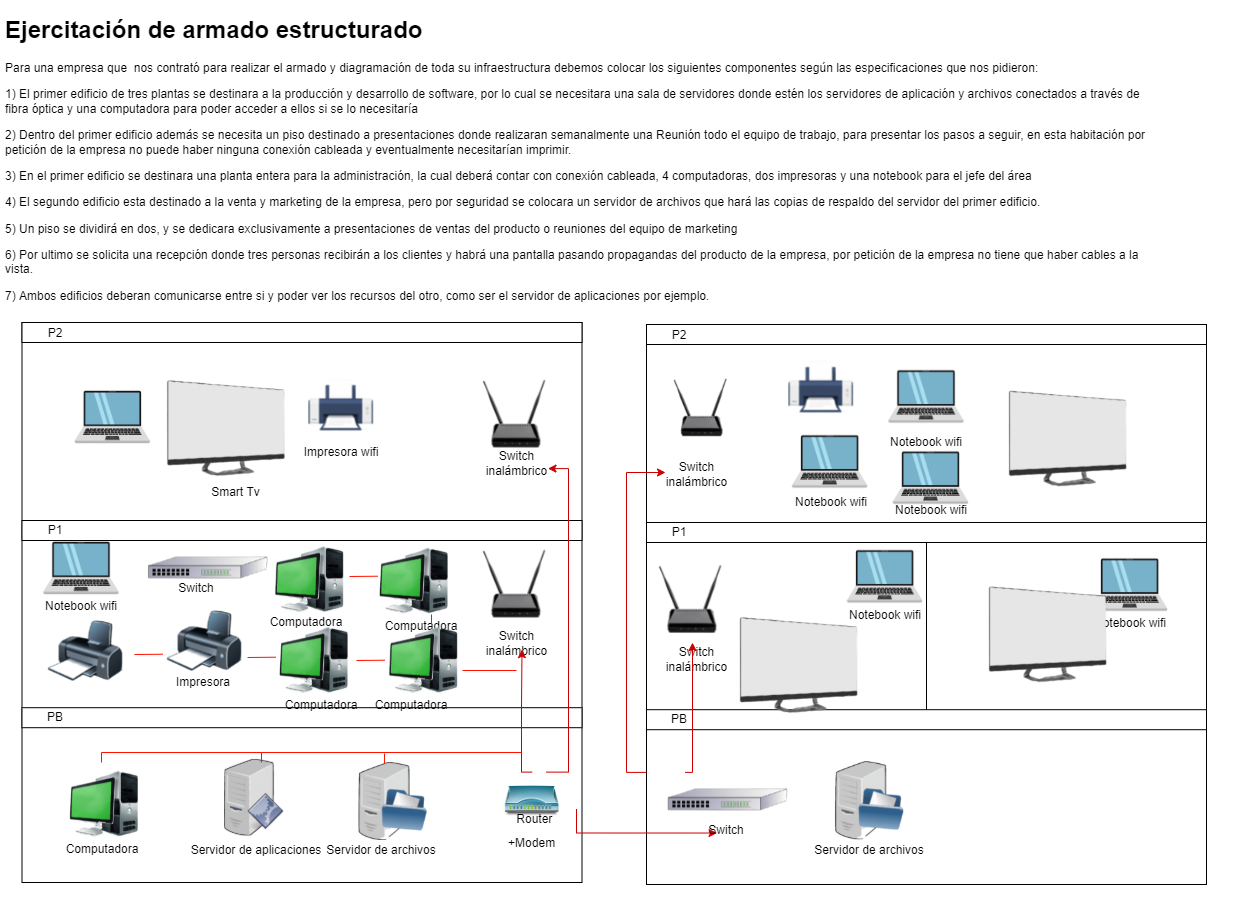 Ejercitación de armado estructurado
Para una empresa que  nos contrató para realizar el armado y diagramación de toda su infraestructura debemos colocar los siguientes componentes según las especificaciones que nos pidieron:
1) El primer edificio de tres plantas se destinara a la producción y desarrollo de software, por lo cual se necesitara una sala de servidores donde estén los servidores de aplicación y archivos conectados a través de
fibra óptica y una computadora para poder acceder a ellos si se lo necesitaría
2) Dentro del primer edificio además se necesita un piso destinado a presentaciones donde realizaran semanalmente una Reunión todo el equipo de trabajo, para presentar los pasos a seguir, en esta habitación por
petición de la empresa no puede haber ninguna conexión cableada y eventualmente necesitarían imprimir.
3) En el primer edificio se destinara una planta entera para la administración, la cual deberá contar con conexión cableada, 4 computadoras, dos impresoras y una notebook para el jefe del área
4) El segundo edificio esta destinado a la venta y marketing de la empresa, pero por seguridad se colocara un servidor de archivos que hará las copias de respaldo del servidor del primer edificio.
5) Un piso se dividirá en dos, y se dedicara exclusivamente a presentaciones de ventas del producto o reuniones del equipo de marketing
6) Por ultimo se solicita una recepción donde tres personas recibirán a los clientes y habrá una pantalla pasando propagandas del producto de la empresa, por petición de la empresa no tiene que haber cables a la
vista.
7) Ambos edificios deberan comunicarse entre si y poder ver los recursos del otro, como ser el servidor de aplicaciones por ejemplo.
P2
Impresora wifi
Switch
inalámbrico
Smart Tv
P1
Switch
Notebook wifi
Computadora
Computadora
Switch
inalámbrico
Impresora
Computadora
Computadora
PB
Router
+Modem
Computadora
Servidor de aplicaciones
Servidor de archivos
P2
Notebook wifi
Switch
inalámbrico
Notebook wifi
Notebook wifi
P1
Notebook wifi
otebook wifi
Switch
inalámbrico
PB
Switch
Servidor de archivos